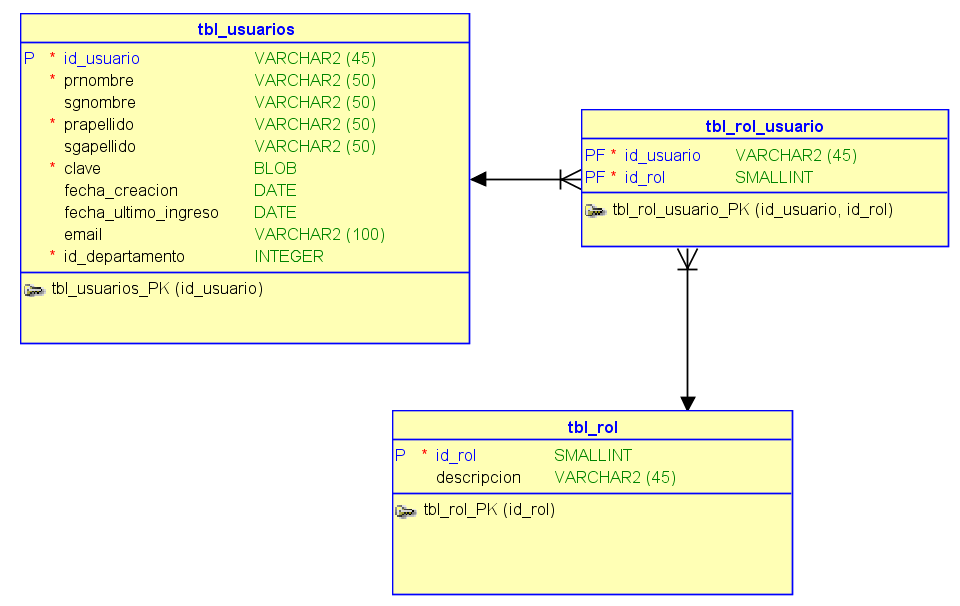 tbl_usuarios
P * id_usuario VARCHAR2 (45)
* prnombre VARCHAR2 (50)
sgnombre VARCHAR2 (50)
* prapellido VARCHAR2 (50)
sgapellido VARCHAR2 (50)
* clave BLOB
fecha_creacion DATE
fecha_ultimo_ingreso DATE
email VARCHAR2 (100)
* id_departamento INTEGER
tbl_usuarios_PK (id_usuario)
tbl_rol_usuario
PF * id_usuario VARCHAR2 (45)
PF * id_rol SMALLINT
tbl_rol_usuario_PK (id_usuario, id_rol)
tbl_rol
P * id_rol SMALLINT
descripcion VARCHAR2 (45)
tbl_rol_PK (id_rol)